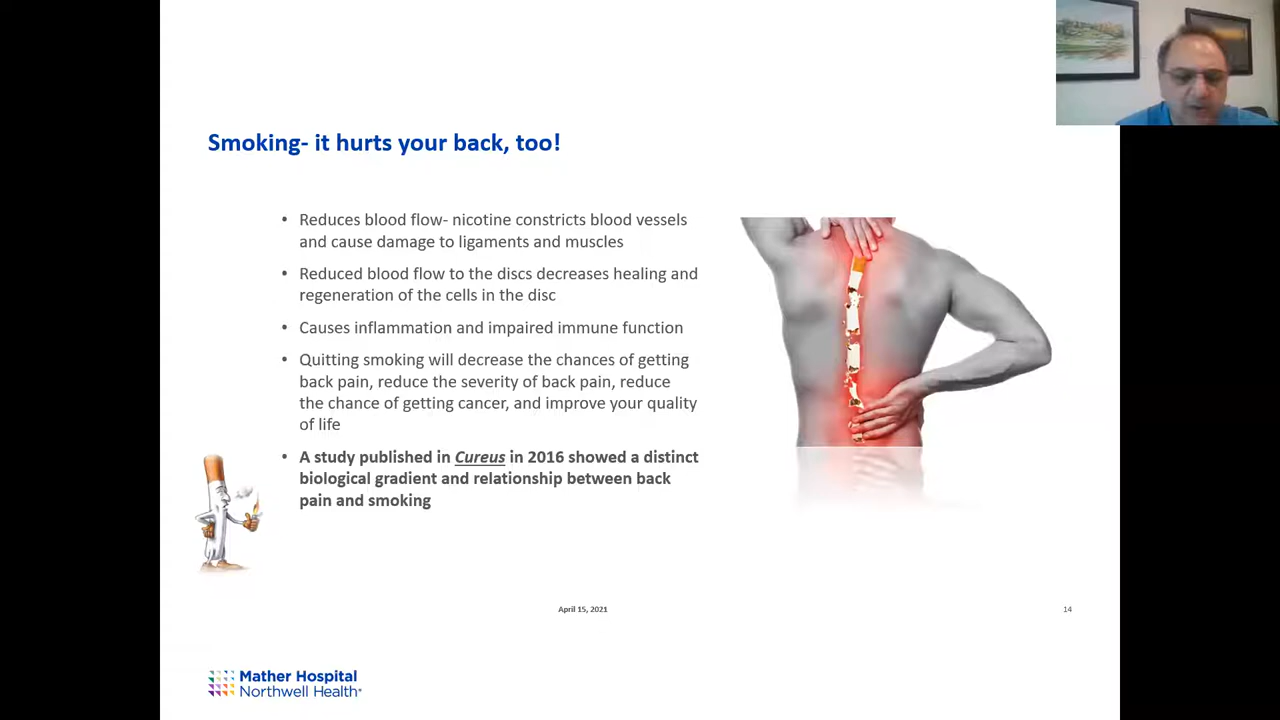 Smoking- it hurts your back, too!
• Reduces blood flow- nicotine constricts blood vessels
and cause damage to ligaments and muscles
• Reduced blood flow to the discs decreases healing and
regeneration of the cells in the disc
• Causes inflammation and impaired immune function
• Quitting smoking will decrease the chances of getting
back pain, reduce the severity of back pain, reduce
the chance of getting cancer, and improve your quality
of life
• A study published in Cureus in 2016 showed a distinct
biological gradient and relationship between back
pain and smoking
April 15, 2021
14
Mather Hospital
Northwell Health®